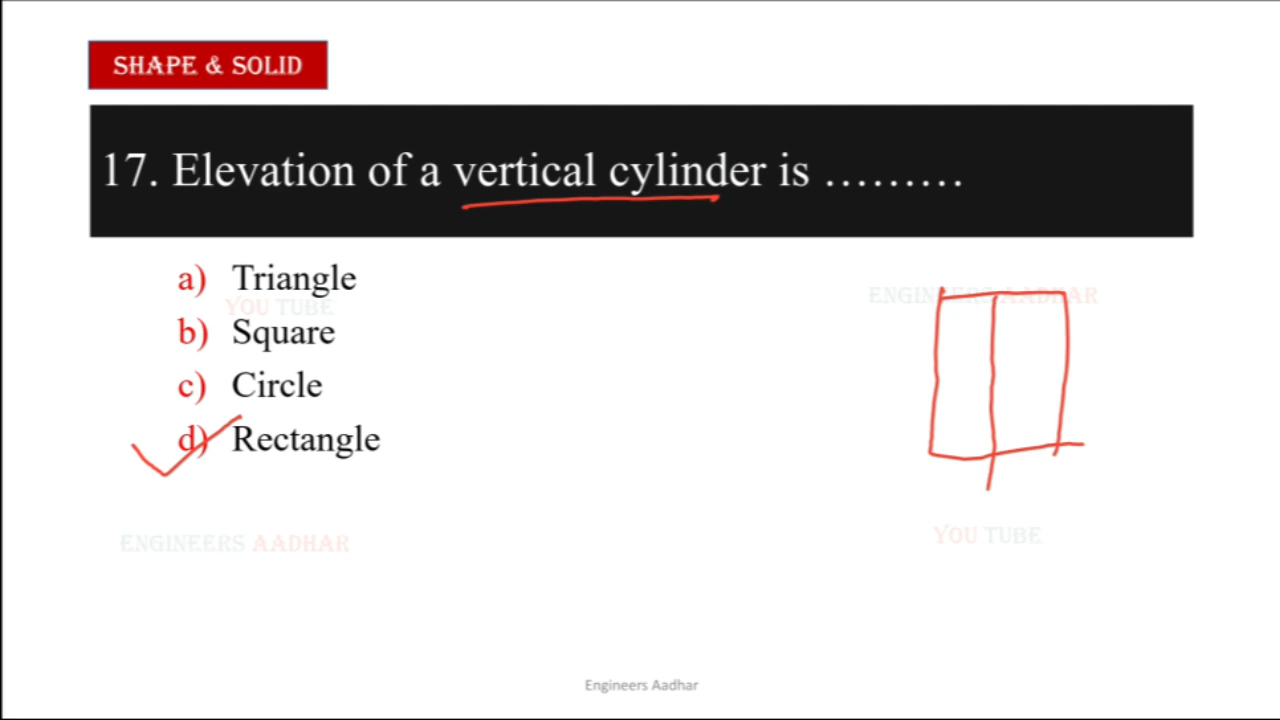 SHAPE & SOLID
17. Elevation of a vertical cylinder is .........
a) Triangle
YOU TUBE
ENGINEERS AADHAR
b) Square
c) Circle
d) Rectangle
ENGINEERS AADHAR
YOU TUBE
Engineers Aadhar